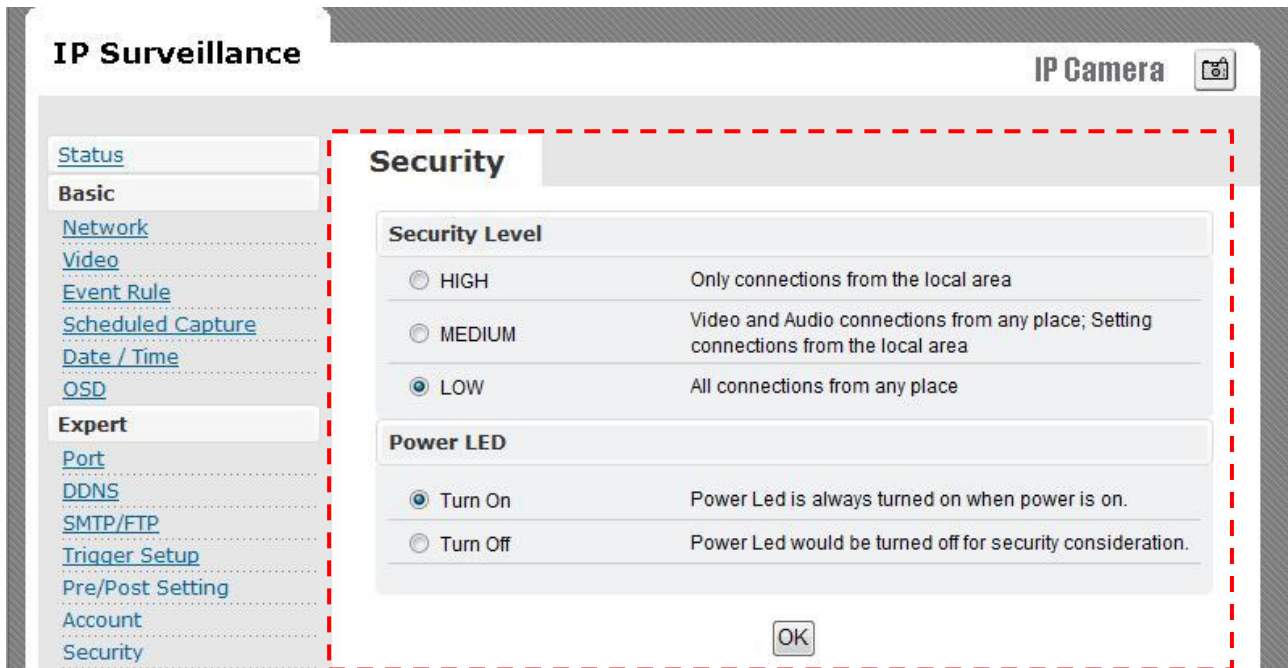 IP Surveillance
IP Camera
Status
Basic
Network
Video
Event Rule
Scheduled Capture
Date / Time
OSD
Expert
Port
DDNS
SMTP/FTP
Trigger Setup
Pre/Post Setting
Account
Security
Security
Security Level
HIGH Only connections from the local area
MEDIUM Video and Audio connections from any place; Setting
connections from the local area
LOW All connections from any place
Power LED
Turn On Power Led is always turned on when power is on.
Turn Off Power Led would be turned off for security consideration.
OK